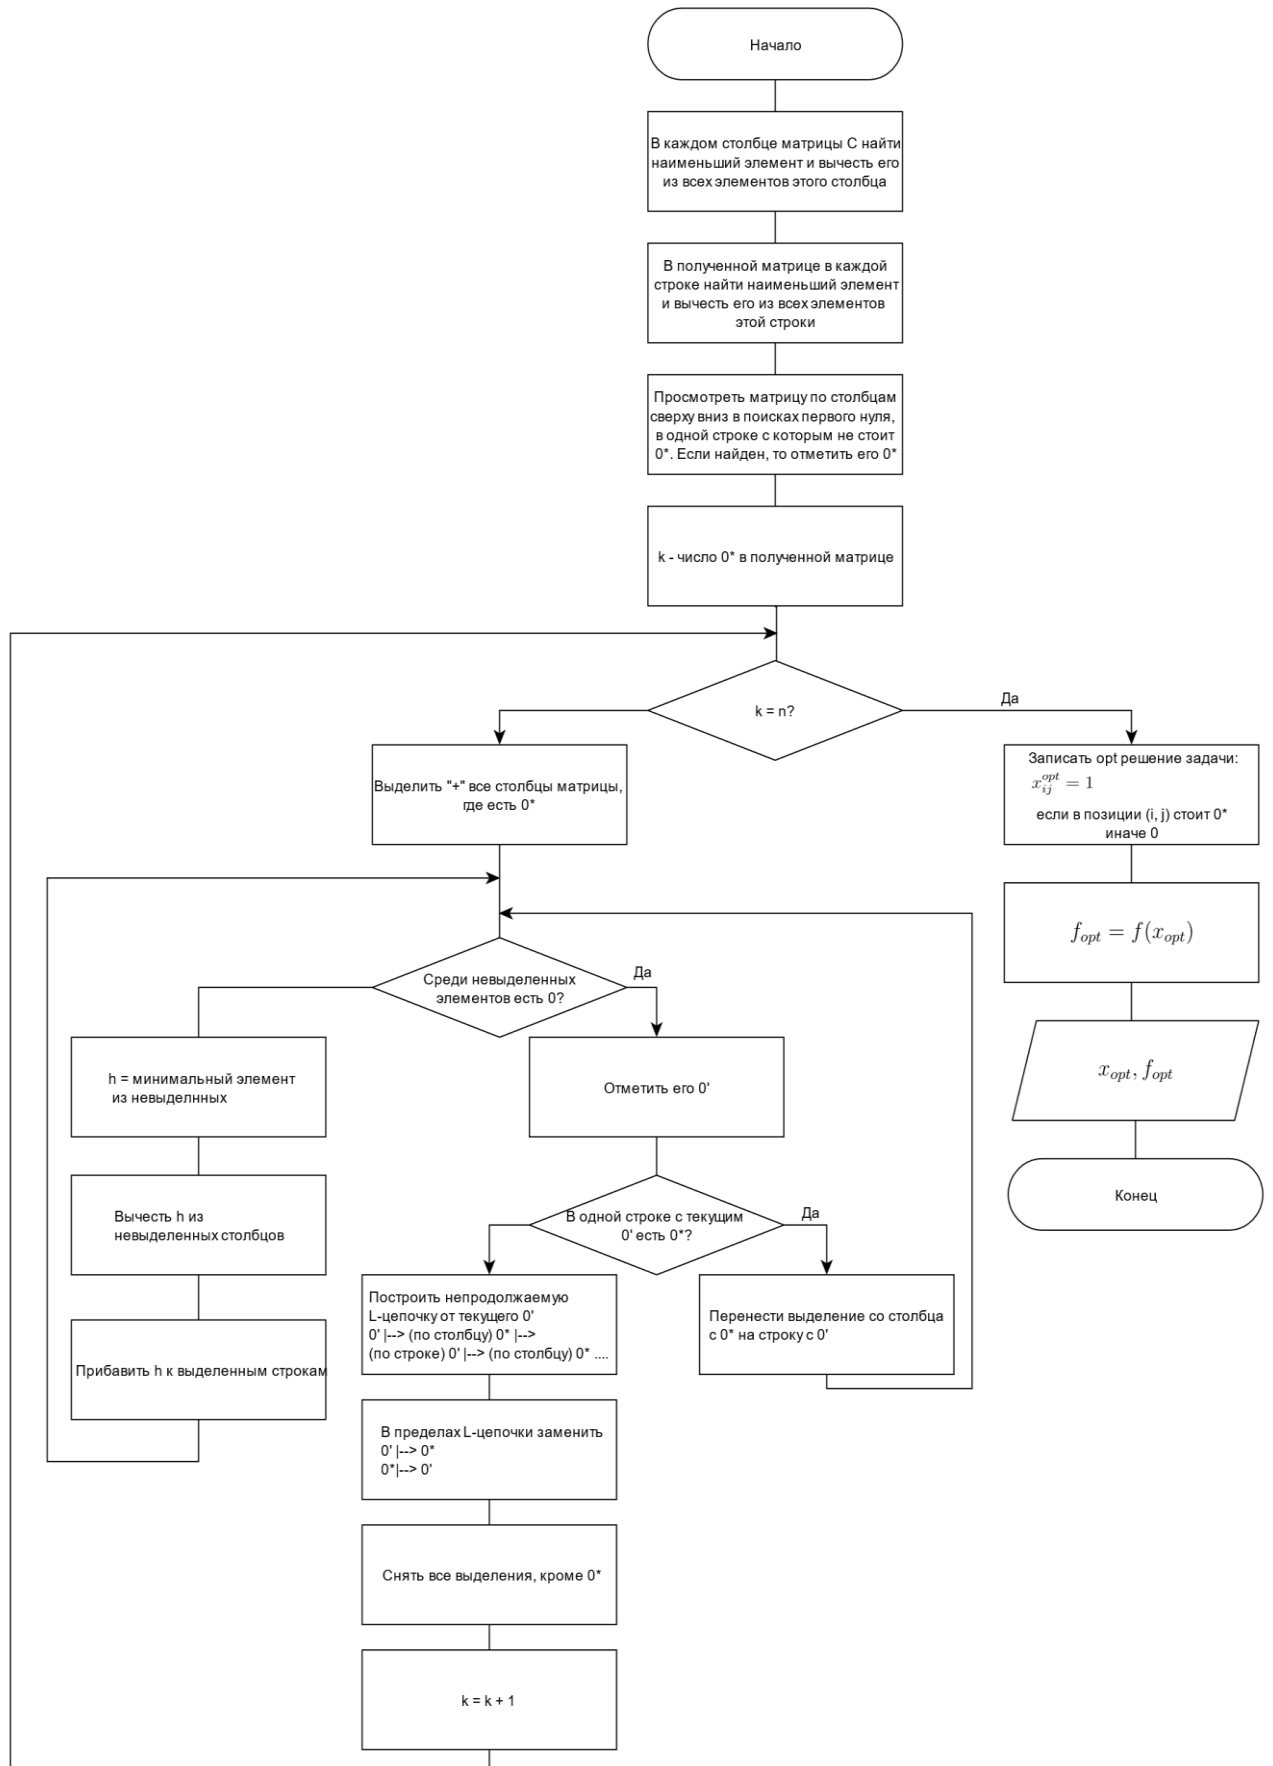 Начало
В каждом столбце матрицы C найти
наименьший элемент и вычесть его
из всех элементов этого столбца
В полученной матрице в каждой
строке найти наименьший элемент
и вычесть его из всех элементов
этой строки
Просмотреть матрицу по столбцам
сверху вниз в поисках первого нуля,
в одной строке с которым не стоит
0*. Если найден, то отметить его 0*
k - число 0* в полученной матрице
k = n?
Да
Выделить "+" все столбцы матрицы,
где есть 0*
Записать opt решение задачи:
x_{ij}^{opt} = 1
если в позиции (i, j) стоит 0*
иначе 0
f_{opt} = f(x_{opt})
Среди невыделенных
элементов есть 0?
Да
h = минимальный элемент
из невыделнных
Отметить его 0'
x_{opt}, f_{opt}
Конец
Вычесть h из
невыделенных столбцов
В одной строке с текущим
0' есть 0*?
Да
Прибавить h к выделенным строкам
Построить непродолжаемую
L-цепочку от текущего 0'
0' |--> (по столбцу) 0* |-->
(по строке) 0' |--> (по столбцу) 0* ....
Перенести выделение со столбца
с 0* на строку с 0'
В пределах L-цепочки заменить
0' |--> 0*
0*|--> 0'
Снять все выделения, кроме 0*
k = k + 1